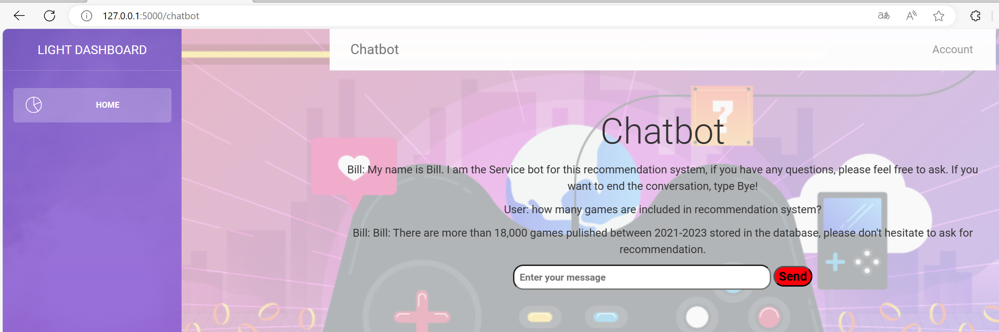 127.0.0.1:5000/chatbot
LIGHT DASHBOARD
Chatbot
Account
HOME
?
Chatbot
Bill: My name is Bill. I am the Service bot for this recommendation system, if you have any questions, please feel free to ask. If you
want to end the conversation, type Bye!
User: how many games are included in recommendation system?
Bill: Bill: There are more than 18,000 games pulished between 2021-2023 stored in the database, please don't hesitate to ask for
recommendation.
Enter your message
Send